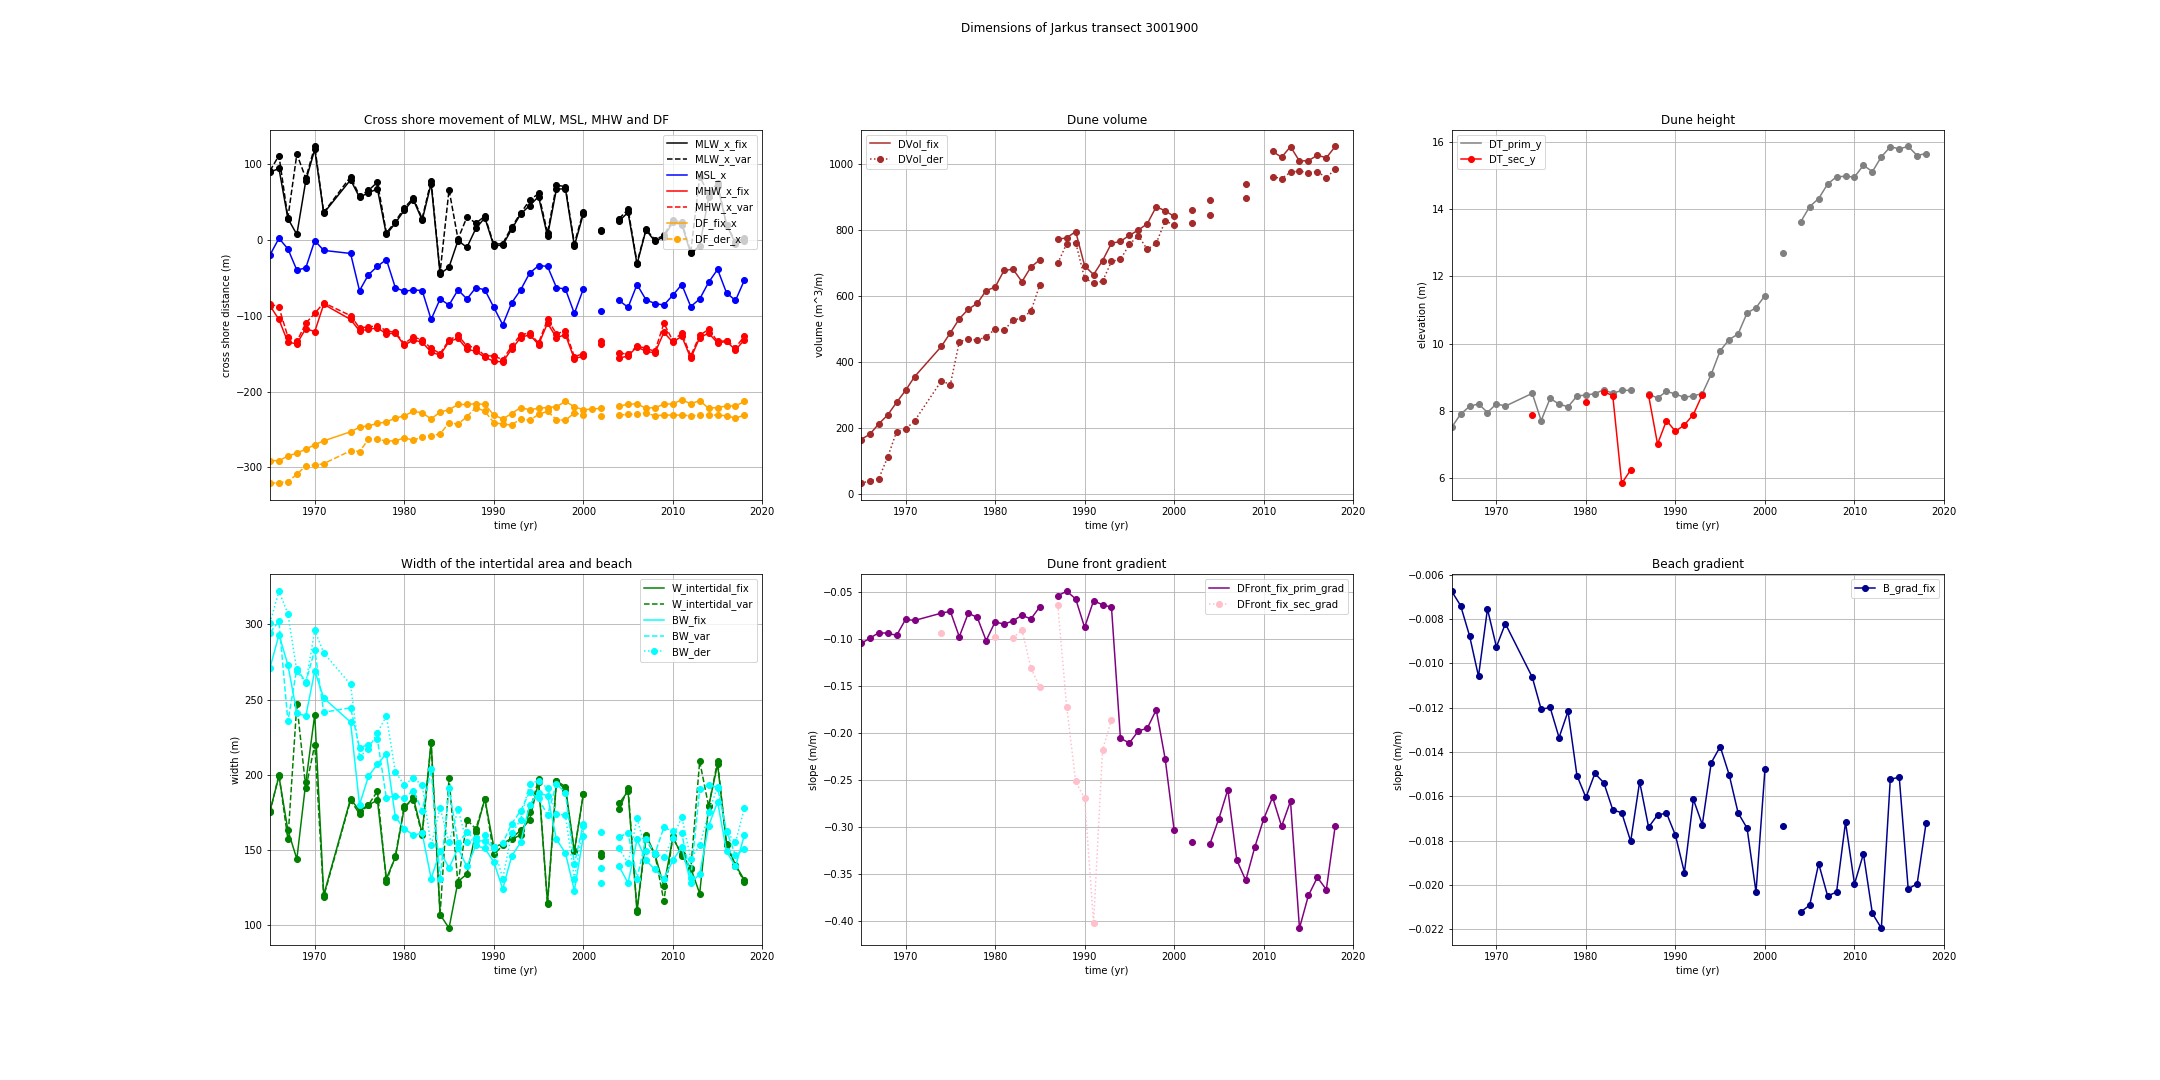 Dimensions of Jarkus transect 3001900
Cross shore movement of MLW, MSL, MHW and DF
cross shore distance (m)
100
0
−100
−200
−300
MLW_x_fix
MLW_x_var
MSL_x
MHW_x_fix
MHW_x_var
DF_fix_x
DF_der_x
1970 1980 1990 2000 2010 2020
time (yr)
Dune volume
volume (m^3/m)
1000
800
600
400
200
0
DVol_fix
DVol_der
1970 1980 1990 2000 2010 2020
time (yr)
Dune height
elevation (m)
16
14
12
10
8
6
DT_prim_y
DT_sec_y
1970 1980 1990 2000 2010 2020
time (yr)
Width of the intertidal area and beach
width (m)
300
250
200
150
100
W_intertidal_fix
W_intertidal_var
BW_fix
BW_var
BW_der
1970 1980 1990 2000 2010 2020
time (yr)
Dune front gradient
slope (m/m)
−0.05
−0.10
−0.15
−0.20
−0.25
−0.30
−0.35
−0.40
DFront_fix_prim_grad
DFront_fix_sec_grad
1970 1980 1990 2000 2010 2020
time (yr)
Beach gradient
slope (m/m)
−0.006
−0.008
−0.010
−0.012
−0.014
−0.016
−0.018
−0.020
−0.022
B_grad_fix
1970 1980 1990 2000 2010 2020
time (yr)